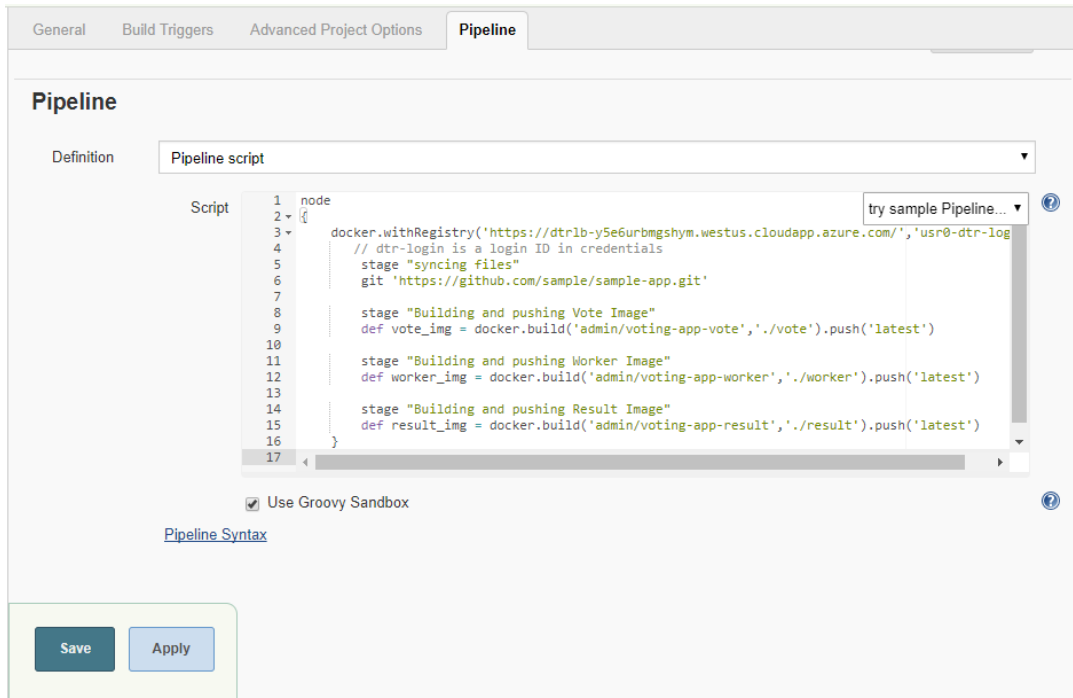 General Build Triggers Advanced Project Options Pipeline
Pipeline
Definition Pipeline script
Script
try sample Pipeline...
1 node
2 {
3 docker.withRegistry('https://dtrlb-y5e6urbmgshym.westus.cloudapp.azure.com/','usr0-dtr-log
4 // dtr-login is a login ID in credentials
5 stage "syncing files"
6 git 'https://github.com/sample/sample-app.git'
7
8 stage "Building and pushing Vote Image"
9 def vote_img = docker.build('admin/voting-app-vote','./vote').push('latest')
10
11 stage "Building and pushing Worker Image"
12 def worker_img = docker.build('admin/voting-app-worker','./worker').push('latest')
13
14 stage "Building and pushing Result Image"
15 def result_img = docker.build('admin/voting-app-result','./result').push('latest')
16 }
17
Use Groovy Sandbox
Pipeline Syntax
Save Apply